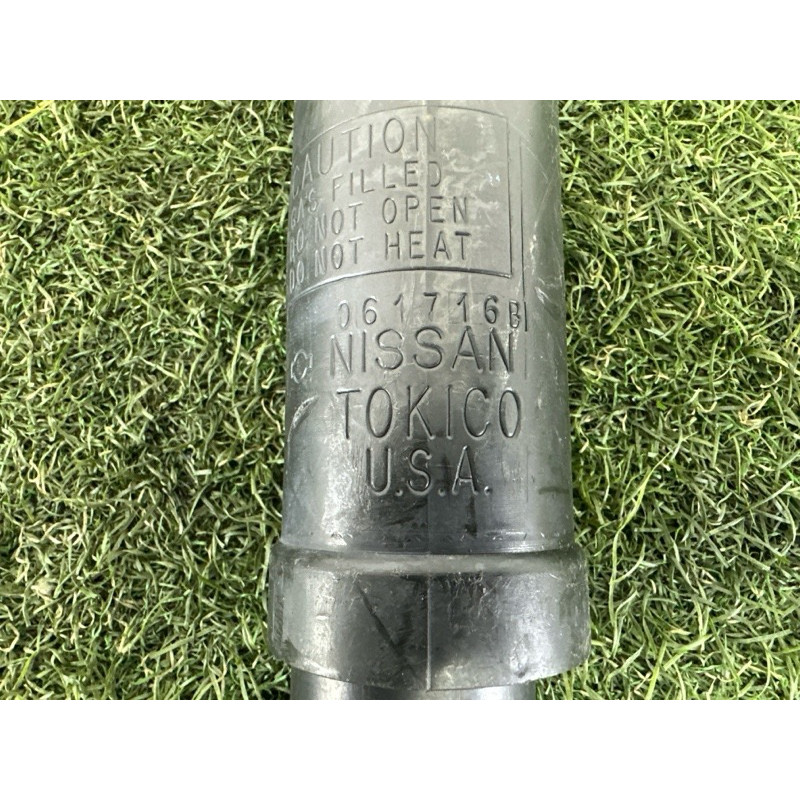 CAUTION
GAS FILLED
DO NOT OPEN
DO NOT HEAT
061716B
NISSAN
TOKICO
U.S.A.